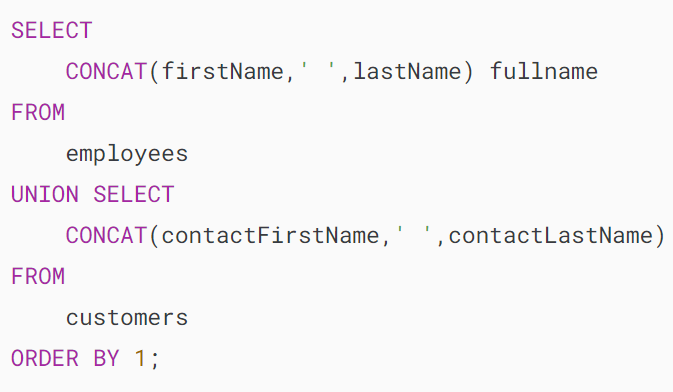 SELECT
    CONCAT(firstName,' ',lastName) fullname
FROM
    employees
UNION SELECT
    CONCAT(contactFirstName,' ',contactLastName)
FROM
    customers
ORDER BY 1;